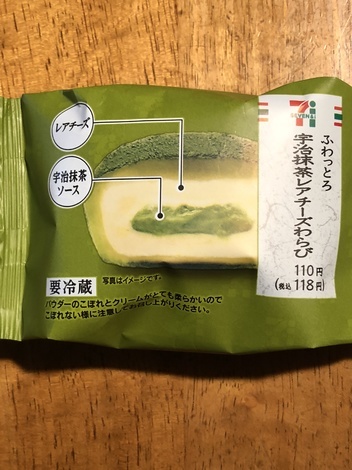 レアチーズ
宇治抹茶
ソース
SEVEN&i
ふわっとろ
宇治抹茶レアチーズわらび
110円
(税込118円)
写真はイメージです。
要冷蔵
パウダーのこぼれとクリームがとても柔らかいので
こぼれない様に注意してお召し上がりください。